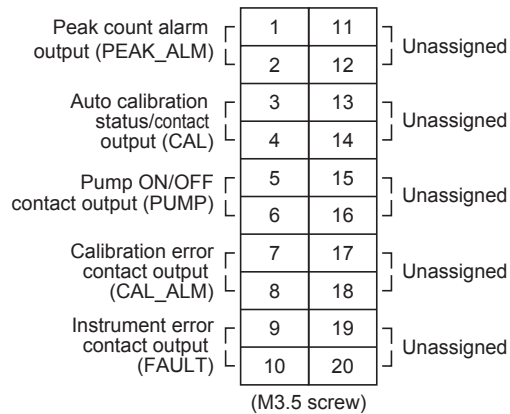 Peak count alarm
output (PEAK_ALM)
1 11
2 12
Unassigned
Auto calibration
status/contact
output (CAL)
3 13
4 14
Unassigned
Pump ON/OFF
contact output (PUMP)
5 15
6 16
Unassigned
Calibration error
contact output
(CAL_ALM)
7 17
8 18
Unassigned
Instrument error
contact output
(FAULT)
9 19
10 20
Unassigned
(M3.5 screw)